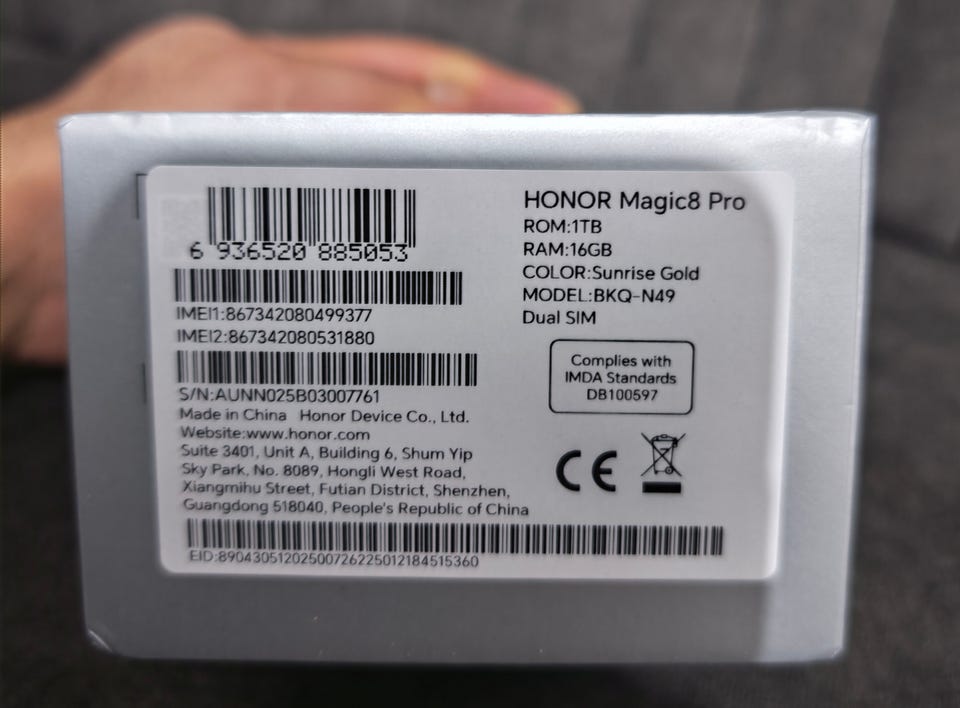 6 936520 885053
IMEI1:867342080499377
IMEI2:867342080531880
S/N:AUNN025B03007761
Made in China Honor Device Co., Ltd.
Website:www.honor.com
Suite 3401, Unit A, Building 6, Shum Yip
Sky Park, No. 8089, Hongli West Road,
Xiangmihu Street, Futian District, Shenzhen,
Guangdong 518040, People's Republic of China
EID:89043051202500726225012184515360
HONOR Magic8 Pro
ROM:1TB
RAM:16GB
COLOR:Sunrise Gold
MODEL:BKQ-N49
Dual SIM
Complies with
IMDA Standards
DB100597
CE